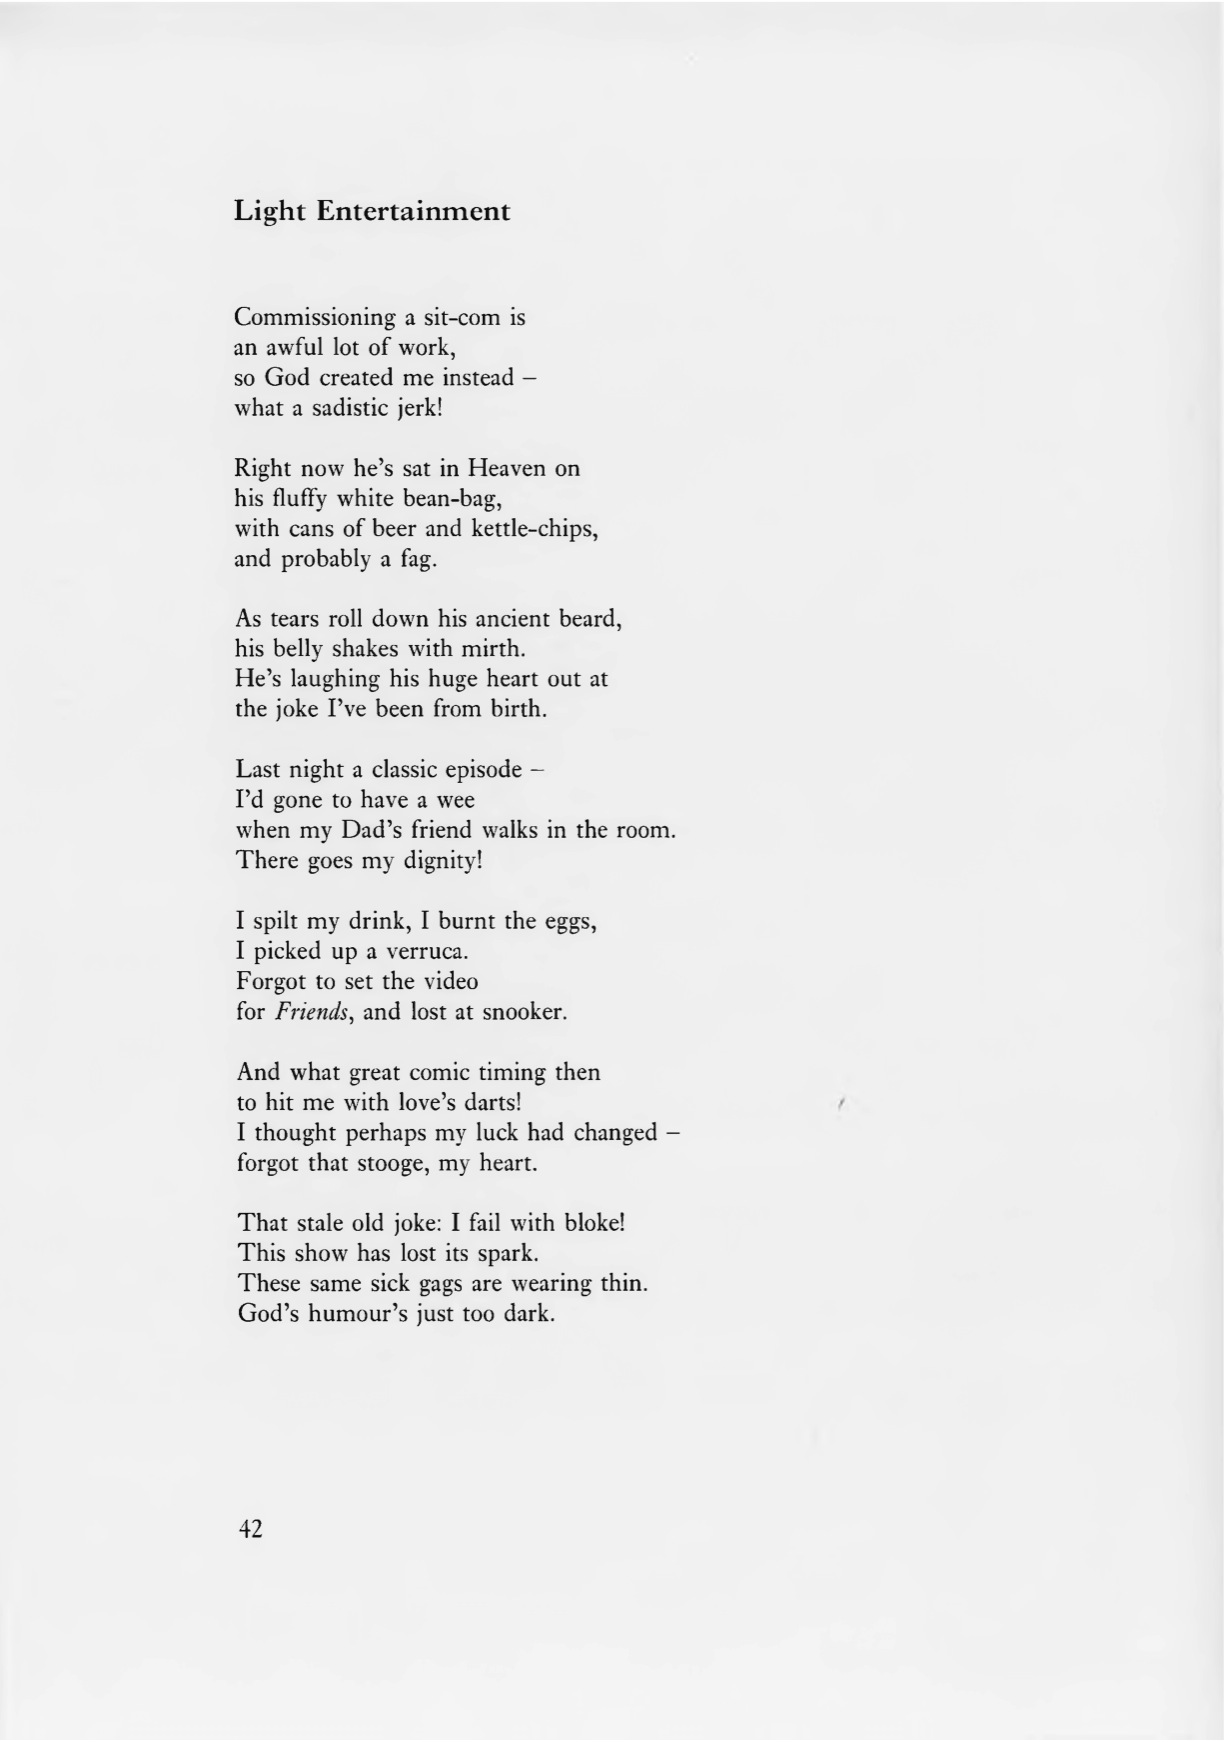 Light Entertainment
Commissioning a sit-com is
an awful lot of work,
so God created me instead –
what a sadistic jerk!
Right now he's sat in Heaven on
his fluffy white bean-bag,
with cans of beer and kettle-chips,
and probably a fag.
As tears roll down his ancient beard,
his belly shakes with mirth.
He's laughing his huge heart out at
the joke I've been from birth.
Last night a classic episode –
I'd gone to have a wee
when my Dad's friend walks in the room.
There goes my dignity!
I spilt my drink, I burnt the eggs,
I picked up a verruca.
Forgot to set the video
for Friends, and lost at snooker.
And what great comic timing then
to hit me with love's darts!
I thought perhaps my luck had changed –
forgot that stooge, my heart.
That stale old joke: I fail with bloke!
This show has lost its spark.
These same sick gags are wearing thin.
God's humour's just too dark.
42